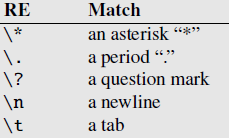 RE Match
\* an asterisk “*”
\. a period “.”
\? a question mark
\n a newline
\t a tab